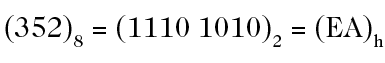 (352)₈ = (1110 1010)₂ = (EA)ₕ